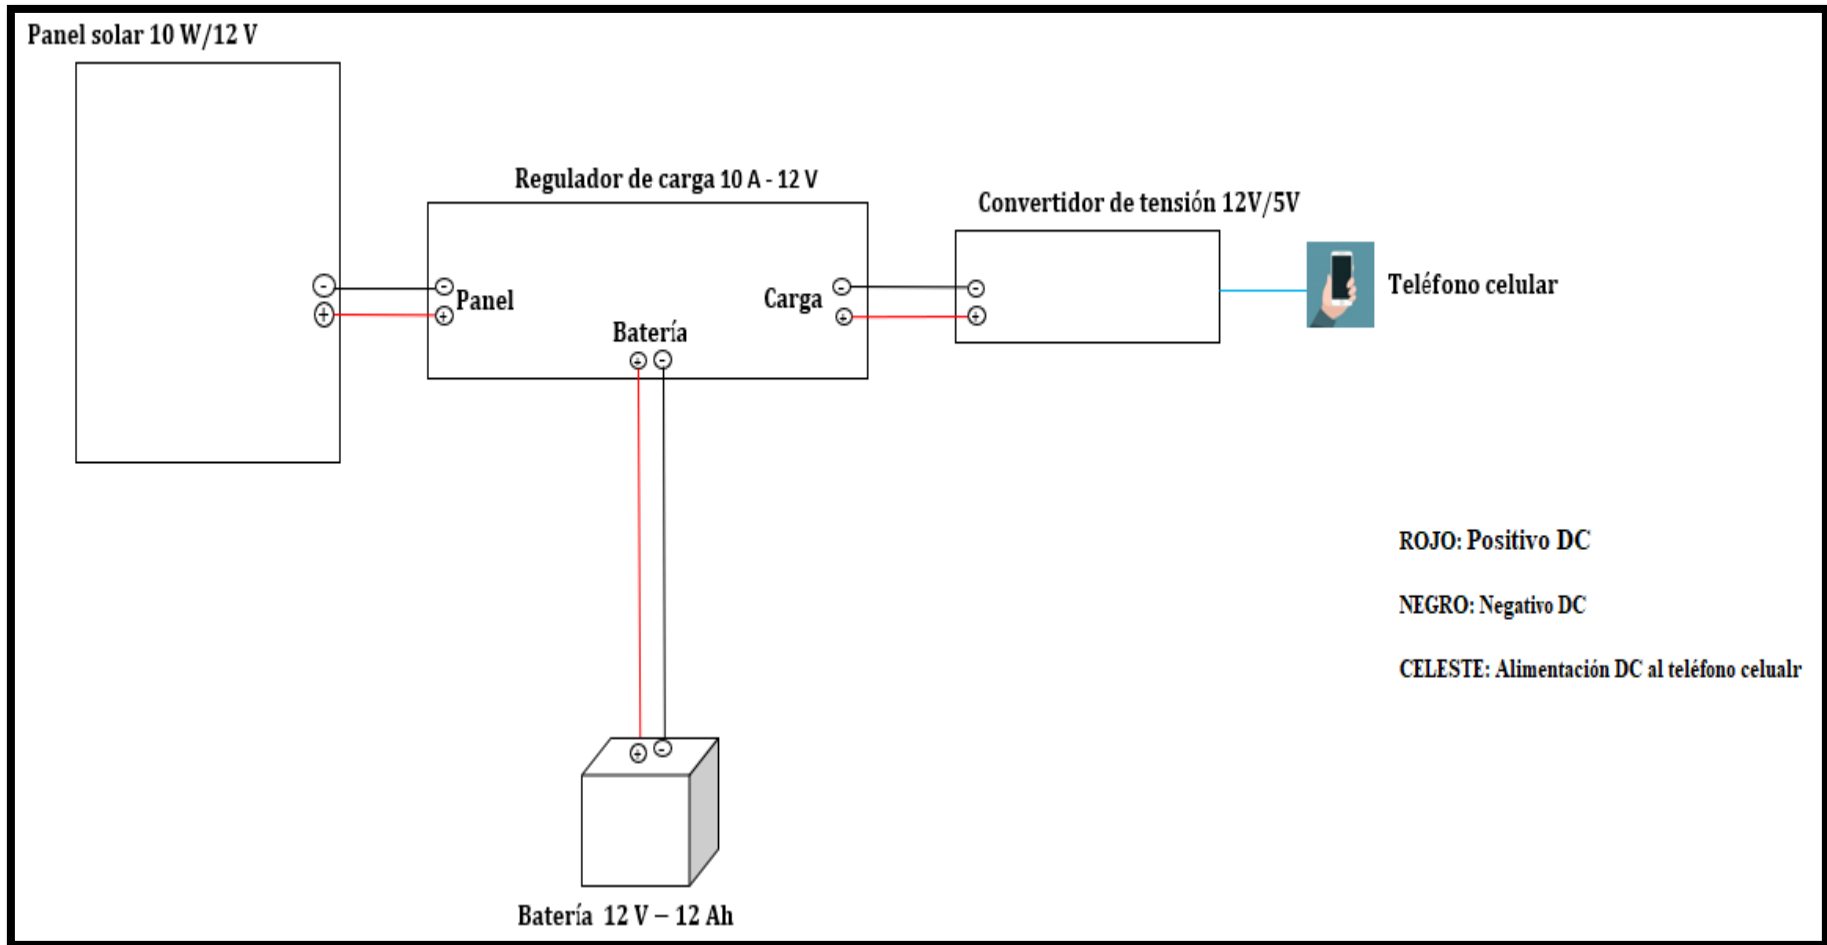 Panel solar 10 W/12 V
Regulador de carga 10 A - 12 V
Convertidor de tensión 12V/5V
- - - -
+ Panel + Carga + +
Teléfono celular
Batería
+ -
ROJO: Positivo DC
NEGRO: Negativo DC
CELESTE: Alimentación DC al teléfono celualr
+ -
Batería 12 V – 12 Ah